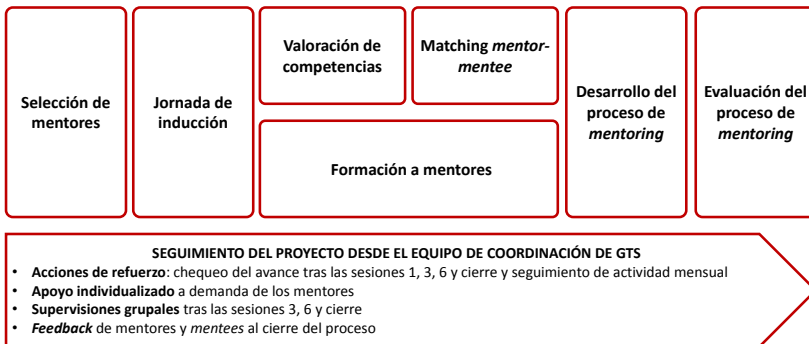 Selección de
mentores
Jornada de
inducción
Valoración de
competencias
Matching mentor-
mentee
Formación a mentores
Desarrollo del
proceso de
mentoring
Evaluación del
proceso de
mentoring
SEGUIMIENTO DEL PROYECTO DESDE EL EQUIPO DE COORDINACIÓN DE GTS
• Acciones de refuerzo: chequeo del avance tras las sesiones 1, 3, 6 y cierre y seguimiento de actividad mensual
• Apoyo individualizado a demanda de los mentores
• Supervisiones grupales tras las sesiones 3, 6 y cierre
• Feedback de mentores y mentees al cierre del proceso